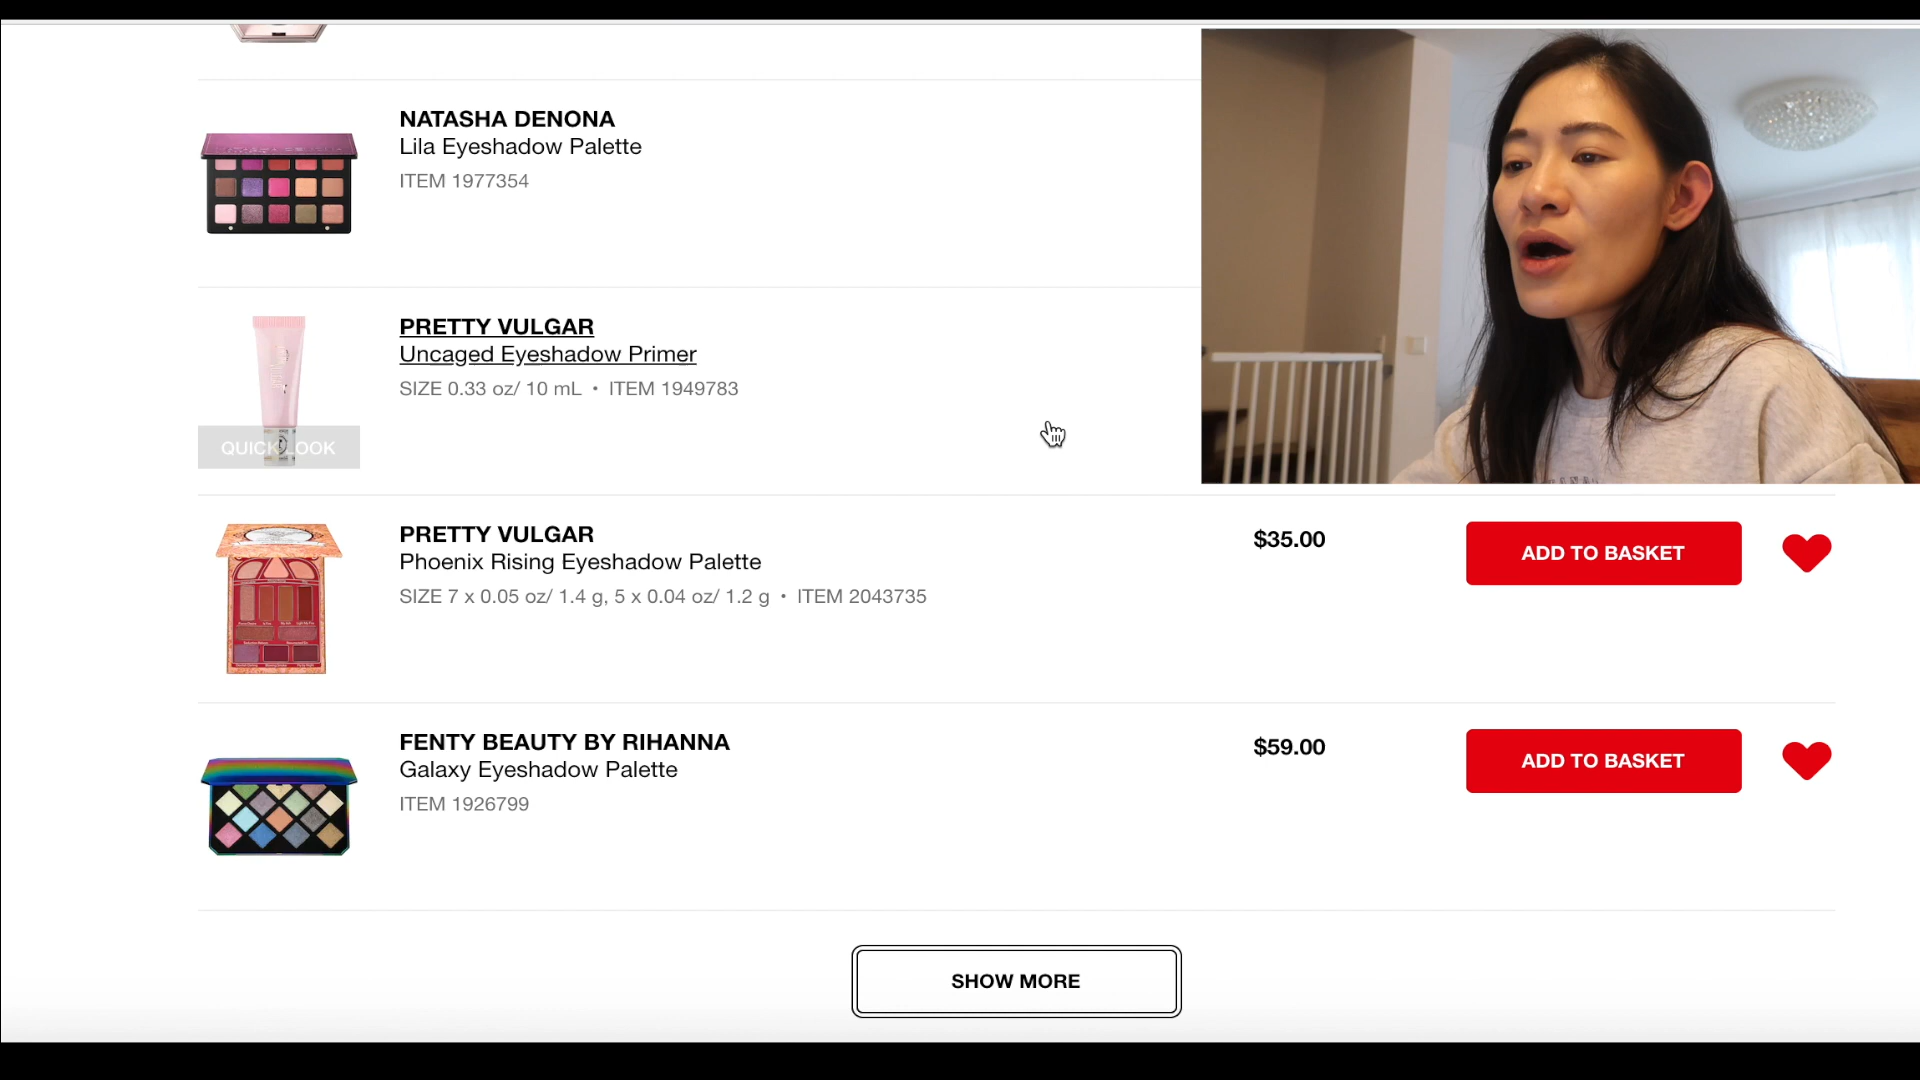 NATASHA DENONA
Lila Eyeshadow Palette
ITEM 1977354
PRETTY VULGAR
Uncaged Eyeshadow Primer
SIZE 0.33 oz/ 10 mL • ITEM 1949783
QUICK LOOK
PRETTY VULGAR
Phoenix Rising Eyeshadow Palette
SIZE 7 x 0.05 oz/ 1.4 g, 5 x 0.04 oz/ 1.2 g • ITEM 2043735
$35.00
ADD TO BASKET
FENTY BEAUTY BY RIHANNA
Galaxy Eyeshadow Palette
ITEM 1926799
$59.00
ADD TO BASKET
SHOW MORE